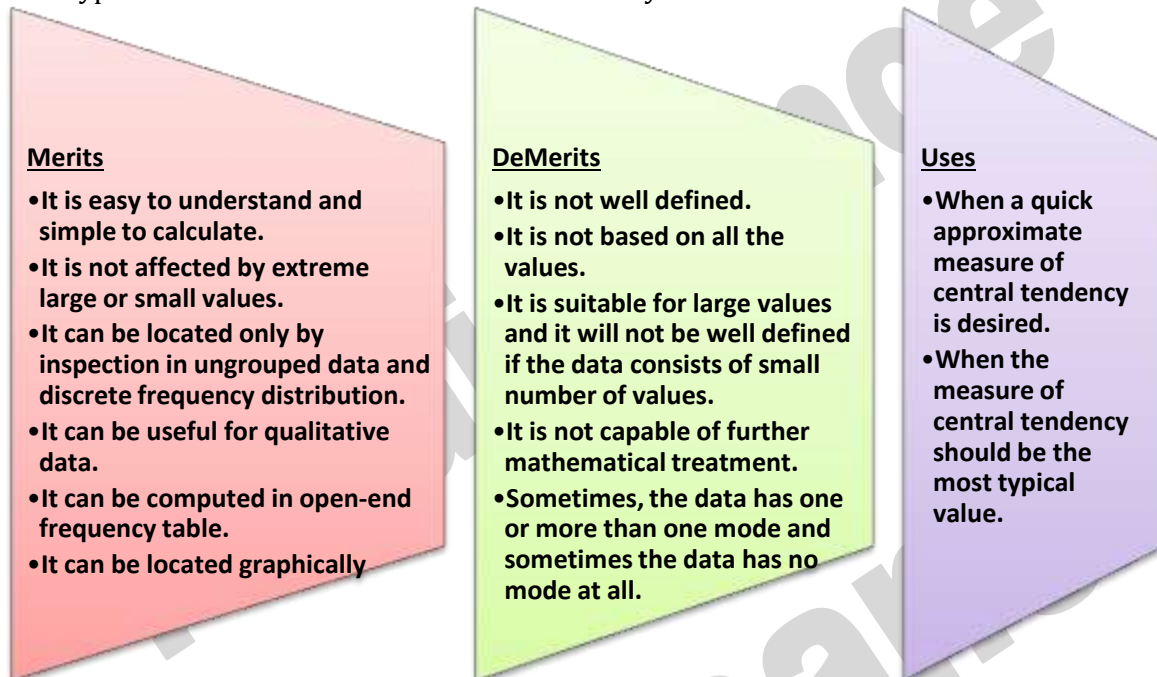 Merits
•It is easy to understand and
simple to calculate.
•It is not affected by extreme
large or small values.
•It can be located only by
inspection in ungrouped data and
discrete frequency distribution.
•It can be useful for qualitative
data.
•It can be computed in open-end
frequency table.
•It can be located graphically
DeMerits
•It is not well defined.
•It is not based on all the
values.
•It is suitable for large values
and it will not be well defined
if the data consists of small
number of values.
•It is not capable of further
mathematical treatment.
•Sometimes, the data has one
or more than one mode and
sometimes the data has no
mode at all.
Uses
•When a quick
approximate
measure of
central tendency
is desired.
•When the
measure of
central tendency
should be the
most typical
value.